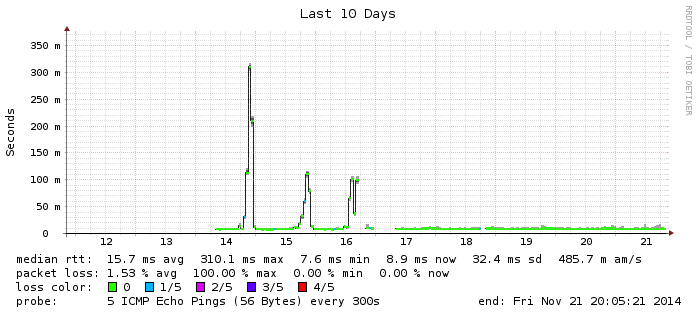 Last 10 Days
RRDTOOL / TOBI OETIKER
Seconds
350 m
300 m
250 m
200 m
150 m
100 m
50 m
0
12 13 14 15 16 17 18 19 20 21
median rtt: 15.7 ms avg 310.1 ms max 7.6 ms min 8.9 ms now 32.4 ms sd 485.7 m am/s
packet loss: 1.53 % avg 100.00 % max 0.00 % min 0.00 % now
loss color: 0 1/5 2/5 3/5 4/5
probe: 5 ICMP Echo Pings (56 Bytes) every 300s end: Fri Nov 21 20:05:21 2014